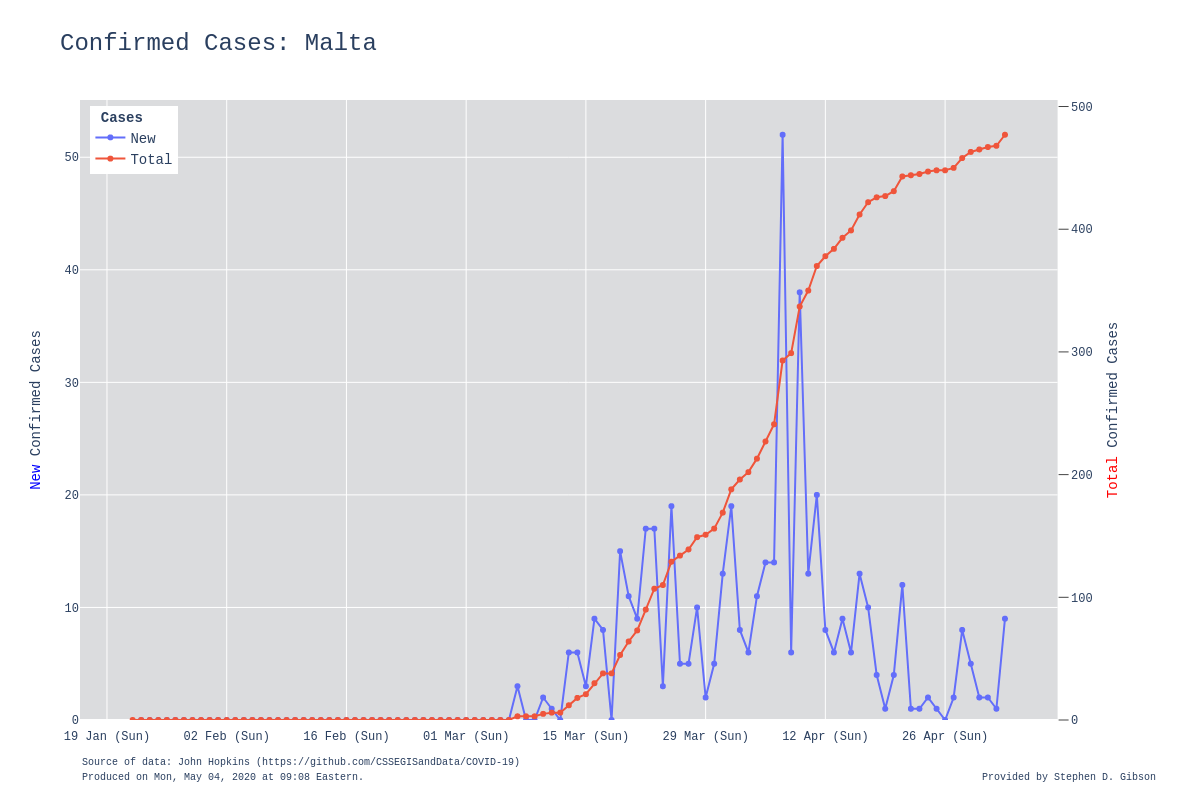 Confirmed Cases: Malta
Cases
New
Total
50
40
30
20
10
0
New Confirmed Cases
500
400
300
200
100
0
Total Confirmed Cases
19 Jan (Sun) 02 Feb (Sun) 16 Feb (Sun) 01 Mar (Sun) 15 Mar (Sun) 29 Mar (Sun) 12 Apr (Sun) 26 Apr (Sun)
Source of data: John Hopkins (https://github.com/CSSEGISandData/COVID-19)
Produced on Mon, May 04, 2020 at 09:08 Eastern.
Provided by Stephen D. Gibson